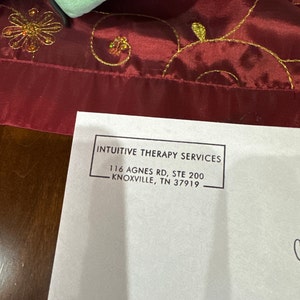 INTUITIVE THERAPY SERVICES
116 AGNES RD, STE 200
KNOXVILLE, TN 37919